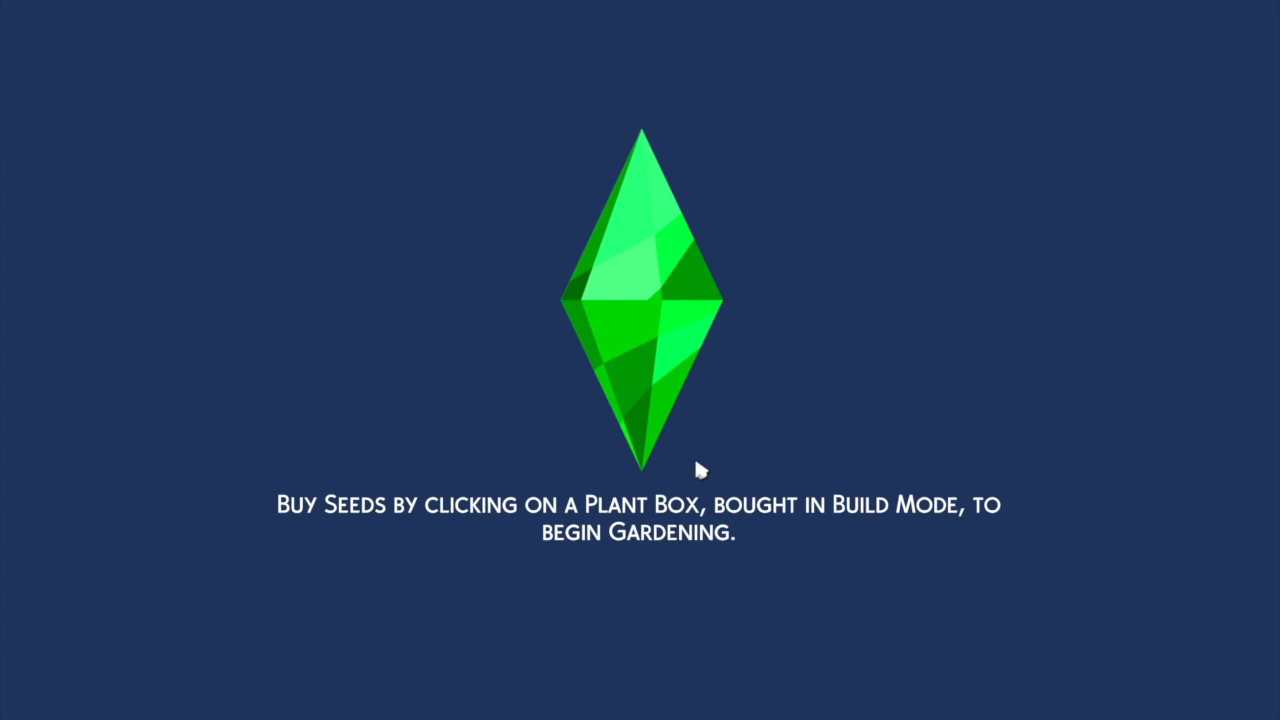 Buy Seeds by clicking on a Plant Box, bought in Build Mode, to
begin Gardening.